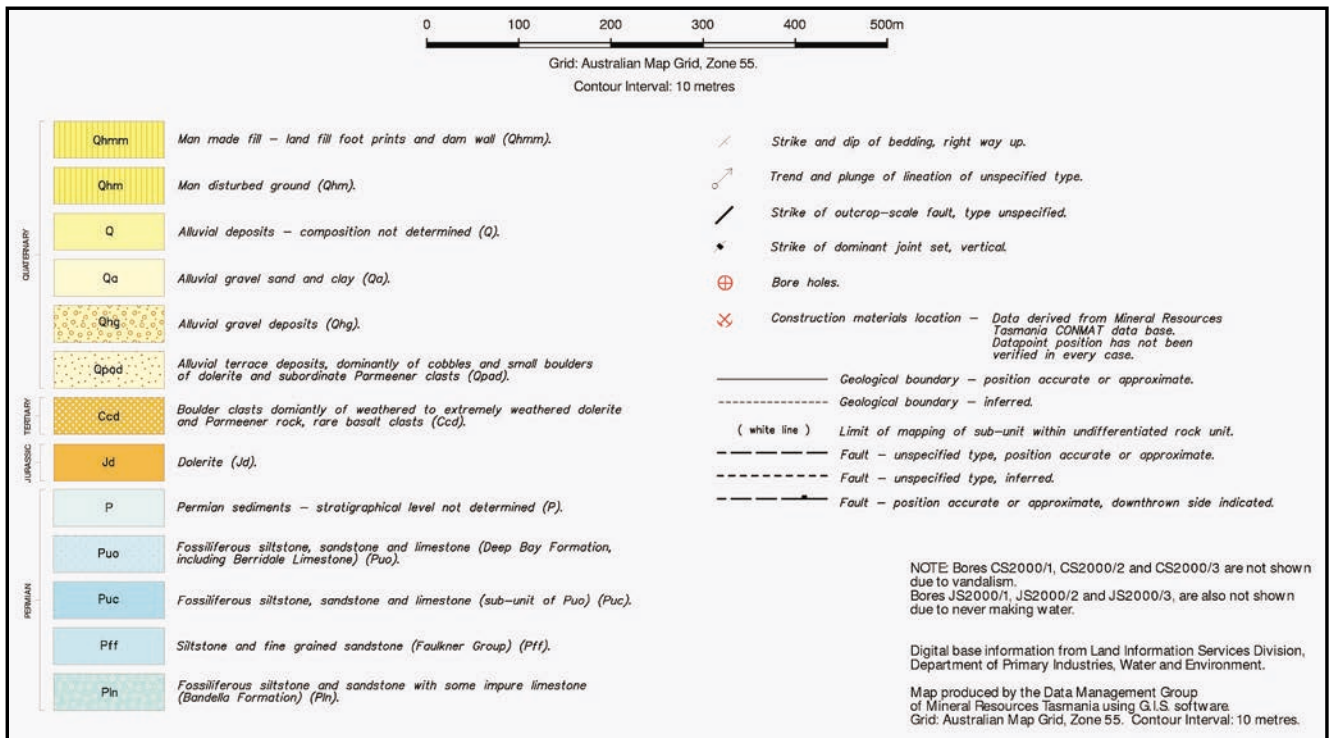 0 100 200 300 400 500m
Grid: Australian Map Grid, Zone 55.
Contour Interval: 10 metres
QUATERNARY
Qhmm Man made fill – land fill foot prints and dam wall (Qhmm).
Qhm Man disturbed ground (Qhm).
Q Alluvial deposits – composition not determined (Q).
Qa Alluvial gravel sand and clay (Qa).
Qhg Alluvial gravel deposits (Qhg).
Qpad Alluvial terrace deposits, dominantly of cobbles and small boulders
of dolerite and subordinate Parmeener clasts (Qpad).
TERTIARY
Ccd Boulder clasts domiantly of weathered to extremely weathered dolerite
and Parmeener rock, rare basalt clasts (Ccd).
JURASSIC
Jd Dolerite (Jd).
PERMIAN
P Permian sediments – stratigraphical level not determined (P).
Puo Fossiliferous siltstone, sandstone and limestone (Deep Bay Formation,
including Berridale Limestone) (Puo).
Puc Fossiliferous siltstone, sandstone and limestone (sub–unit of Puo) (Puc).
Pff Siltstone and fine grained sandstone (Faulkner Group) (Pff).
Pln Fossiliferous siltstone and sandstone with some impure limestone
(Bandella Formation) (Pln).
Strike and dip of bedding, right way up.
Trend and plunge of lineation of unspecified type.
Strike of outcrop–scale fault, type unspecified.
Strike of dominant joint set, vertical.
Bore holes.
Construction materials location – Data derived from Mineral Resources
Tasmania CONMAT data base.
Datapoint position has not been
verified in every case.
Geological boundary – position accurate or approximate.
Geological boundary – inferred.
( white line ) Limit of mapping of sub–unit within undifferentiated rock unit.
Fault – unspecified type, position accurate or approximate.
Fault – unspecified type, inferred.
Fault – position accurate or approximate, downthrown side indicated.
NOTE: Bores CS2000/1, CS2000/2 and CS2000/3 are not shown
due to vandalism.
Bores JS2000/1, JS2000/2 and JS2000/3, are also not shown
due to never making water.
Digital base information from Land Information Services Division,
Department of Primary Industries, Water and Environment.
Map produced by the Data Management Group
of Mineral Resources Tasmania using G.I.S. software.
Grid: Australian Map Grid, Zone 55. Contour Interval: 10 metres.